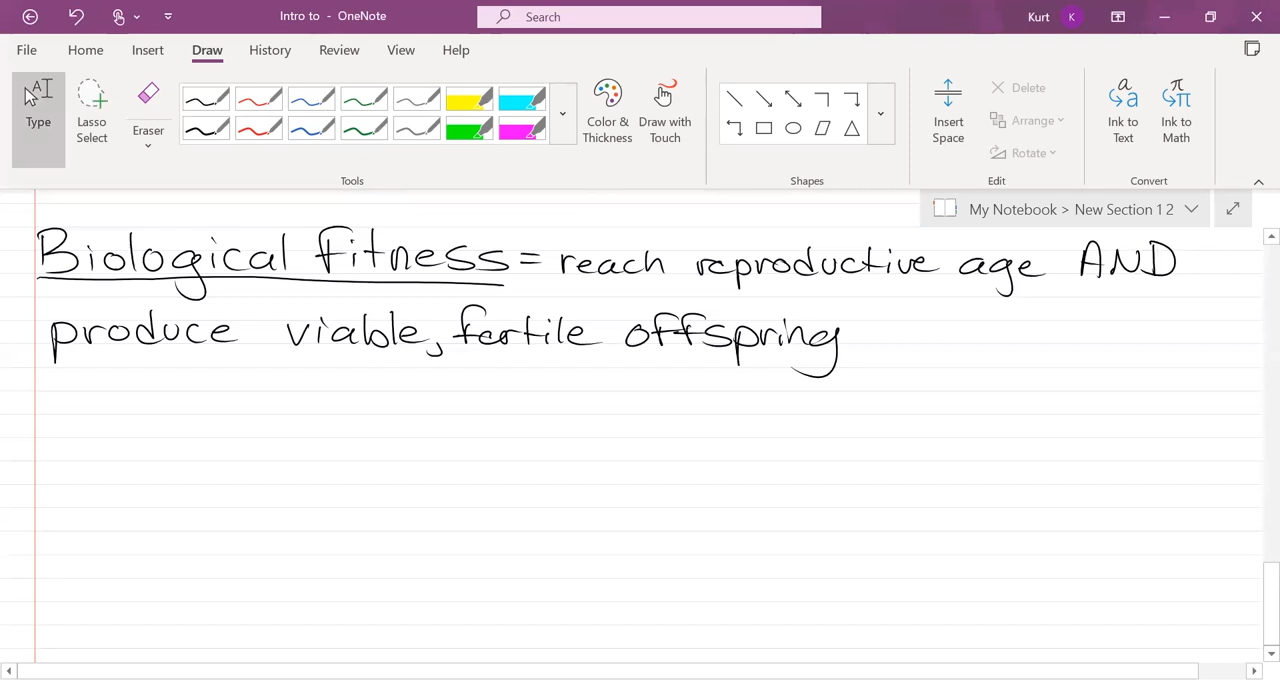 Intro to - OneNote
Search
Kurt
K
File Home Insert Draw History Review View Help
Type
Lasso Select
Eraser
Color & Thickness
Draw with Touch
Insert Space
Delete
Arrange
Rotate
a a Ink to Text
π π Ink to Math
Tools Shapes Edit Convert
My Notebook > New Section 1 2
Biological Fitness = reach reproductive age AND
produce viable, fertile offspring